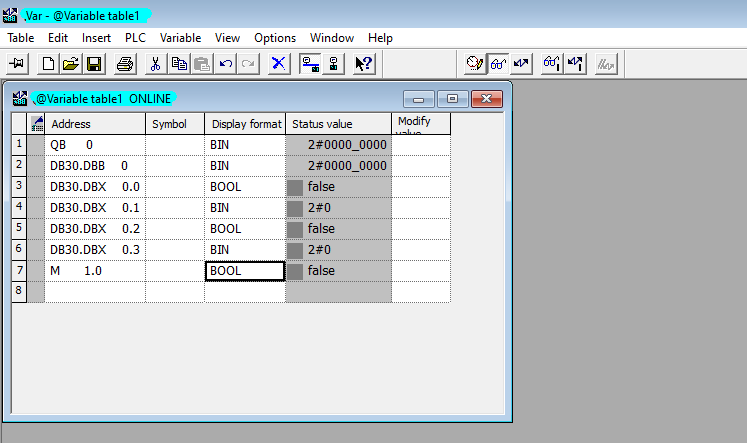 Var - @Variable table1
Table Edit Insert PLC Variable View Options Window Help
@Variable table1 ONLINE
Address Symbol Display format Status value Modify value
1 QB 0 BIN 2#0000_0000
2 DB30.DBB 0 BIN 2#0000_0000
3 DB30.DBX 0.0 BOOL false
4 DB30.DBX 0.1 BIN 2#0
5 DB30.DBX 0.2 BOOL false
6 DB30.DBX 0.3 BIN 2#0
7 M 1.0 BOOL false
8